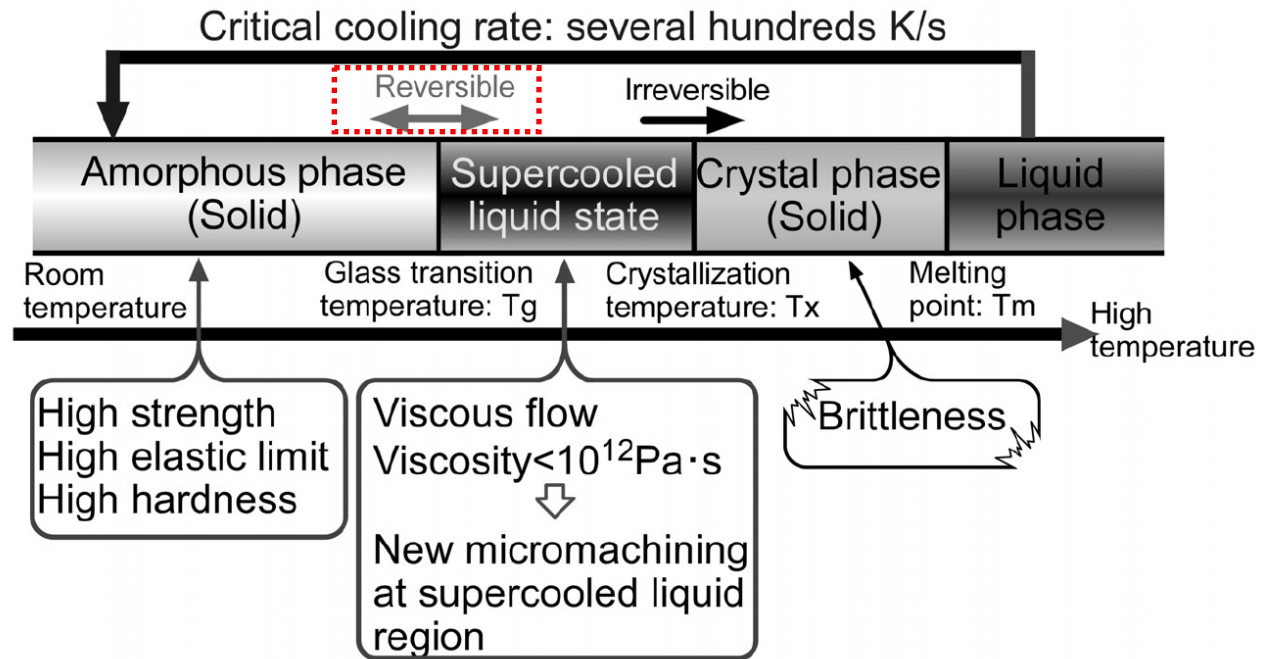 Critical cooling rate: several hundreds K/s
Reversible
Irreversible
Amorphous phase
(Solid)
Supercooled
liquid state
Crystal phase
(Solid)
Liquid
phase
Room
temperature
Glass transition
temperature: Tg
Crystallization
temperature: Tx
Melting
point: Tm
High
temperature
High strength
High elastic limit
High hardness
Viscous flow
Viscosity<10¹²Pa·s
New micromachining
at supercooled liquid
region
Brittleness